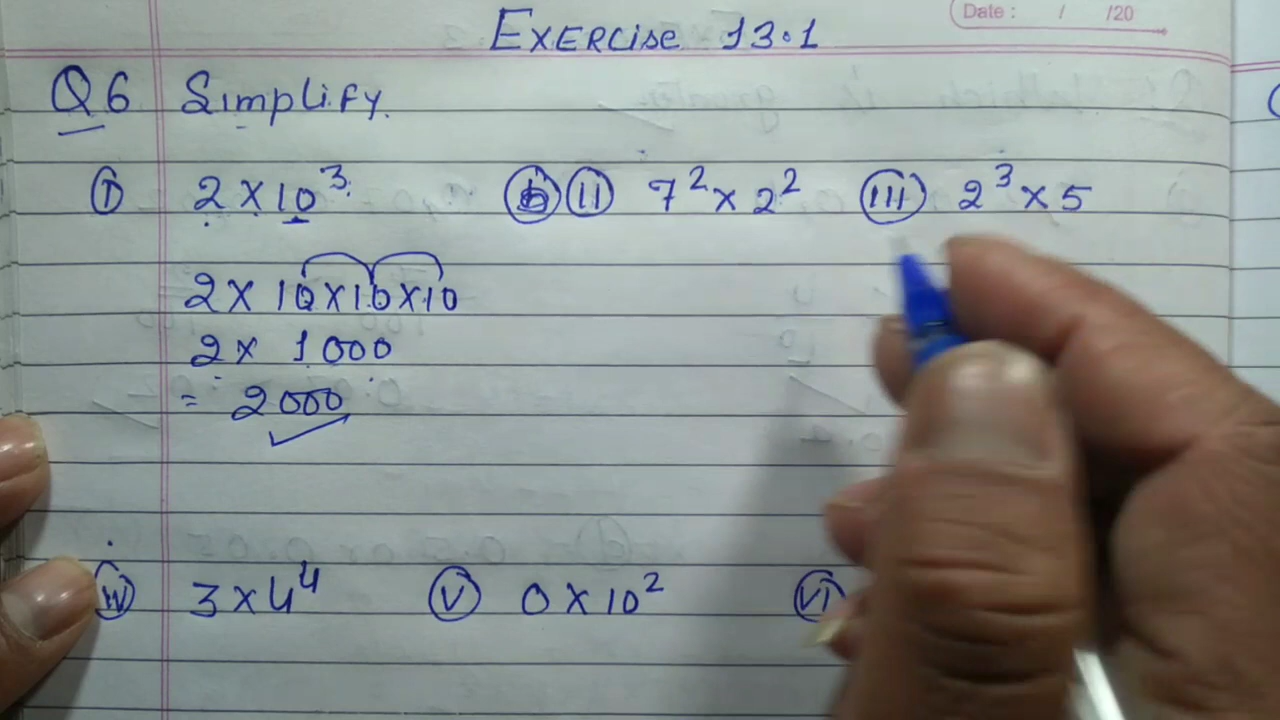 Date : / /20
Exercise 13.1
Q6 Simplify.
(I) 2 × 10³ (II) 7² × 2² (III) 2³ × 5
2 × 10×10×10
2 × 1000
= 2000
(IV) 3 × 4⁴ (V) 0 × 10² (VI)